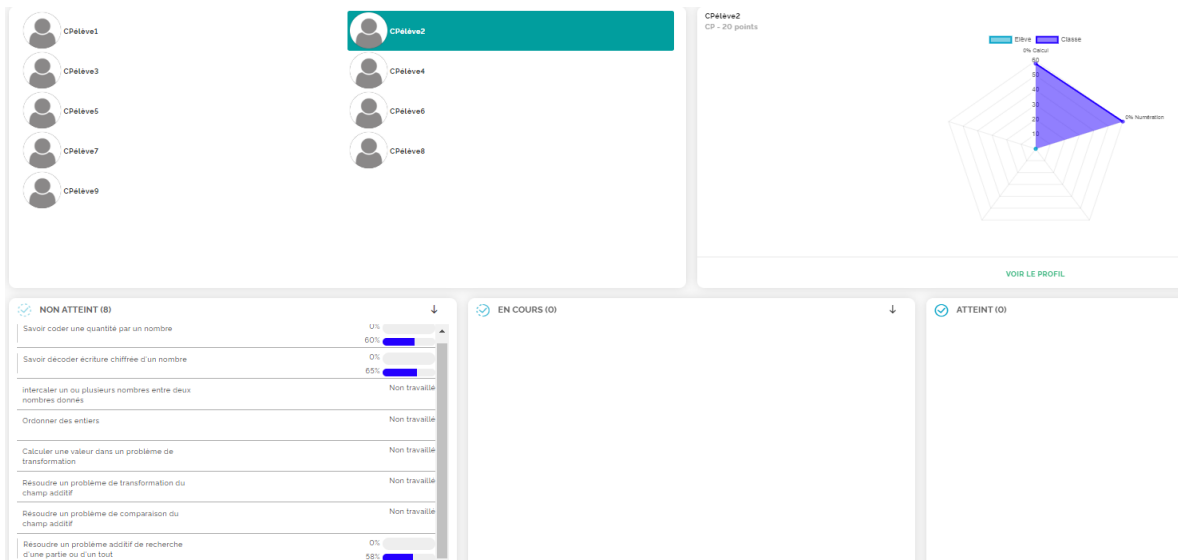 CPélève1
CPélève2
CPélève3
CPélève4
CPélève5
CPélève6
CPélève7
CPélève8
CPélève9
CPélève2
CP - 20 points
Elève
Classe
0% Calcul
60
50
40
30
20
10
0% Numération
VOIR LE PROFIL
NON ATTEINT (8)
Savoir coder une quantité par un nombre
0%
60%
Savoir décoder écriture chiffrée d'un nombre
0%
65%
intercaler un ou plusieurs nombres entre deux
nombres donnés
Non travaillé
Ordonner des entiers
Non travaillé
Calculer une valeur dans un problème de
transformation
Non travaillé
Résoudre un problème de transformation du
champ additif
Non travaillé
Résoudre un problème de comparaison du
champ additif
Non travaillé
Résoudre un problème additif de recherche
d'une partie ou d'un tout
0%
58%
EN COURS (0)
ATTEINT (0)